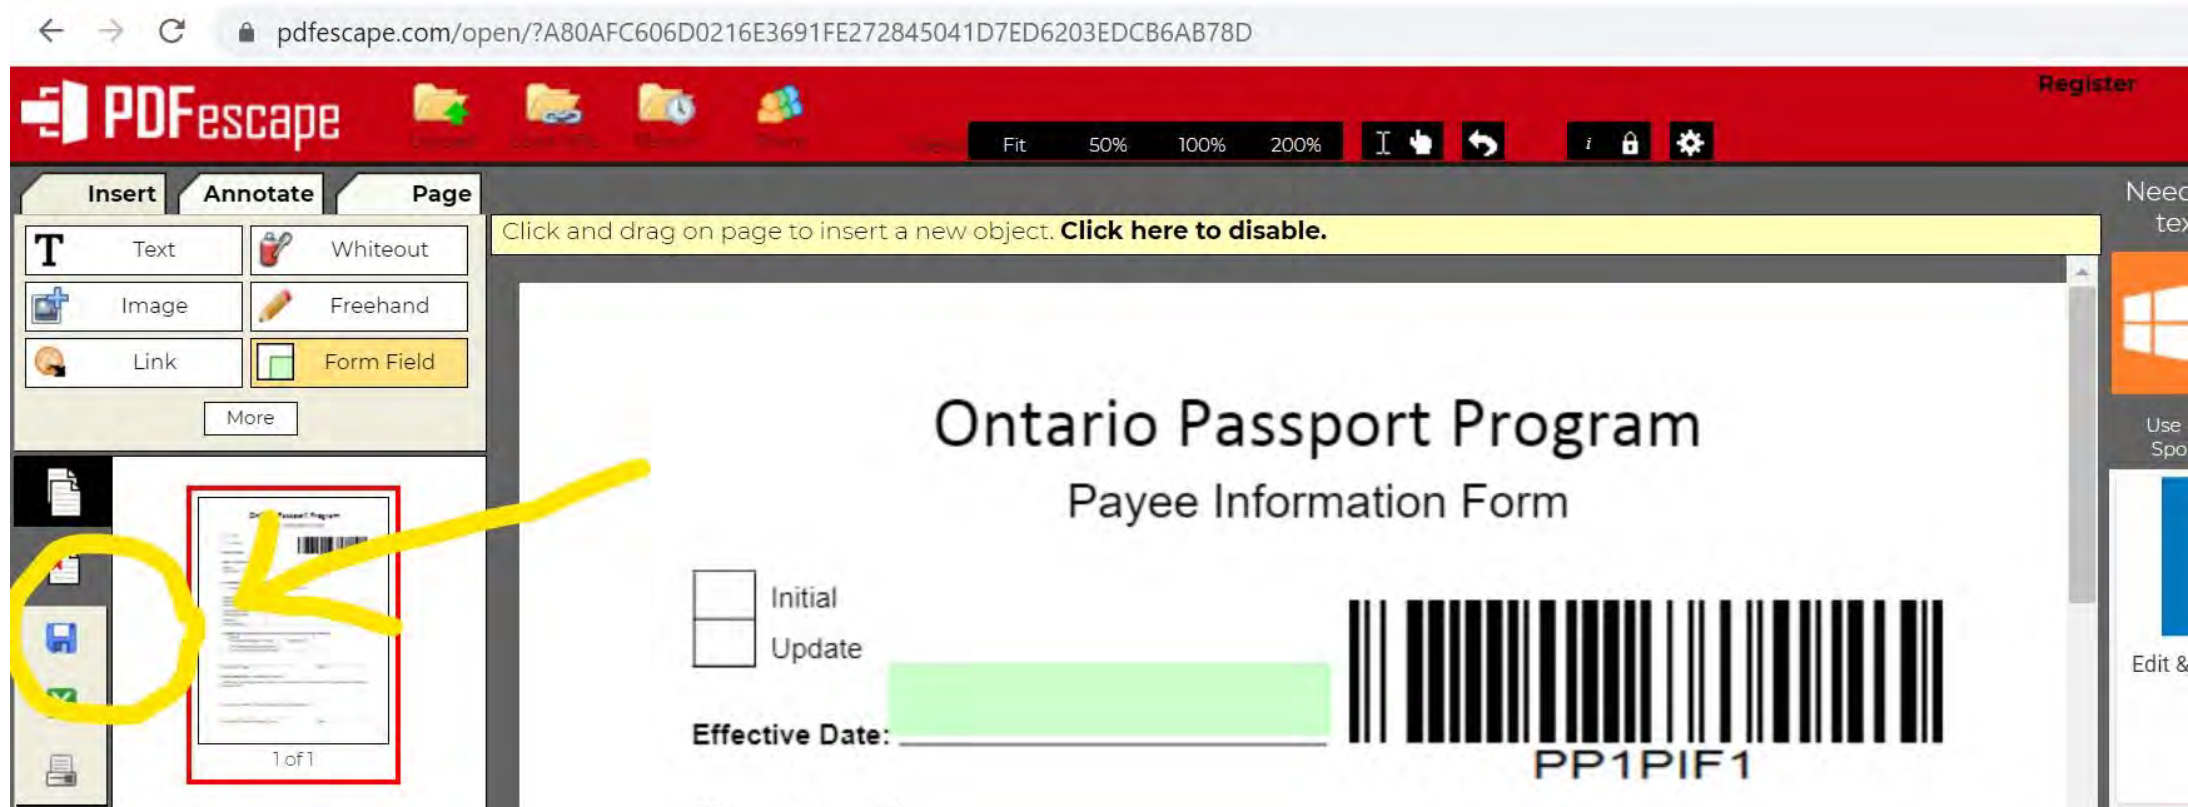 pdfescape.com/open/?A80AFC606D0216E3691FE272845041D7ED6203EDCB6AB78D
PDFescape
Register
Fit 50% 100% 200%
Insert Annotate Page
Text Whiteout
Image Freehand
Link Form Field
More
Click and drag on page to insert a new object. Click here to disable.
Ontario Passport Program
Payee Information Form
Initial
Update
Effective Date:
PP1PIF1
1 of 1
Use
Edit &